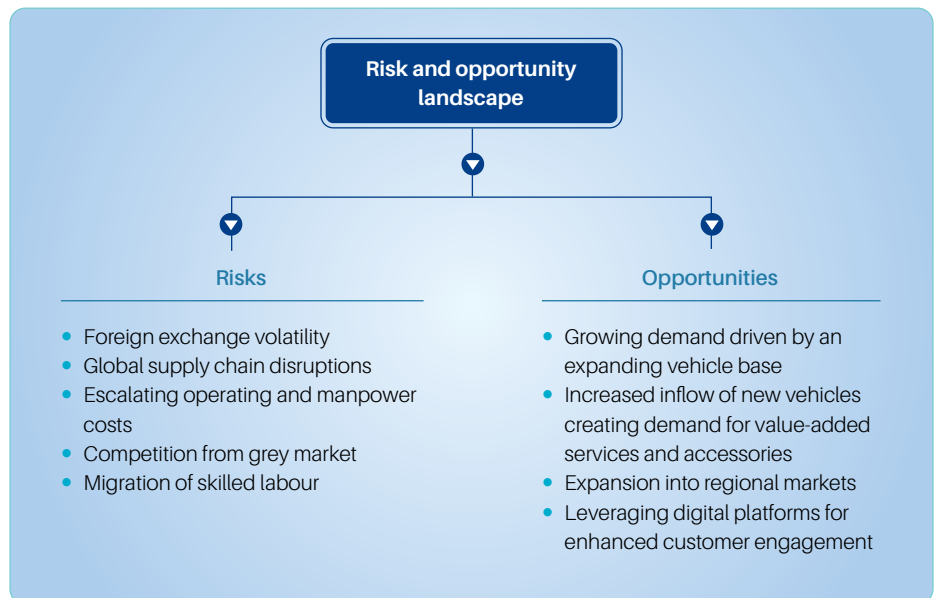 Risk and opportunity
landscape
Risks
Foreign exchange volatility
Global supply chain disruptions
Escalating operating and manpower
costs
Competition from grey market
Migration of skilled labour
Opportunities
Growing demand driven by an
expanding vehicle base
Increased inflow of new vehicles
creating demand for value-added
services and accessories
Expansion into regional markets
Leveraging digital platforms for
enhanced customer engagement